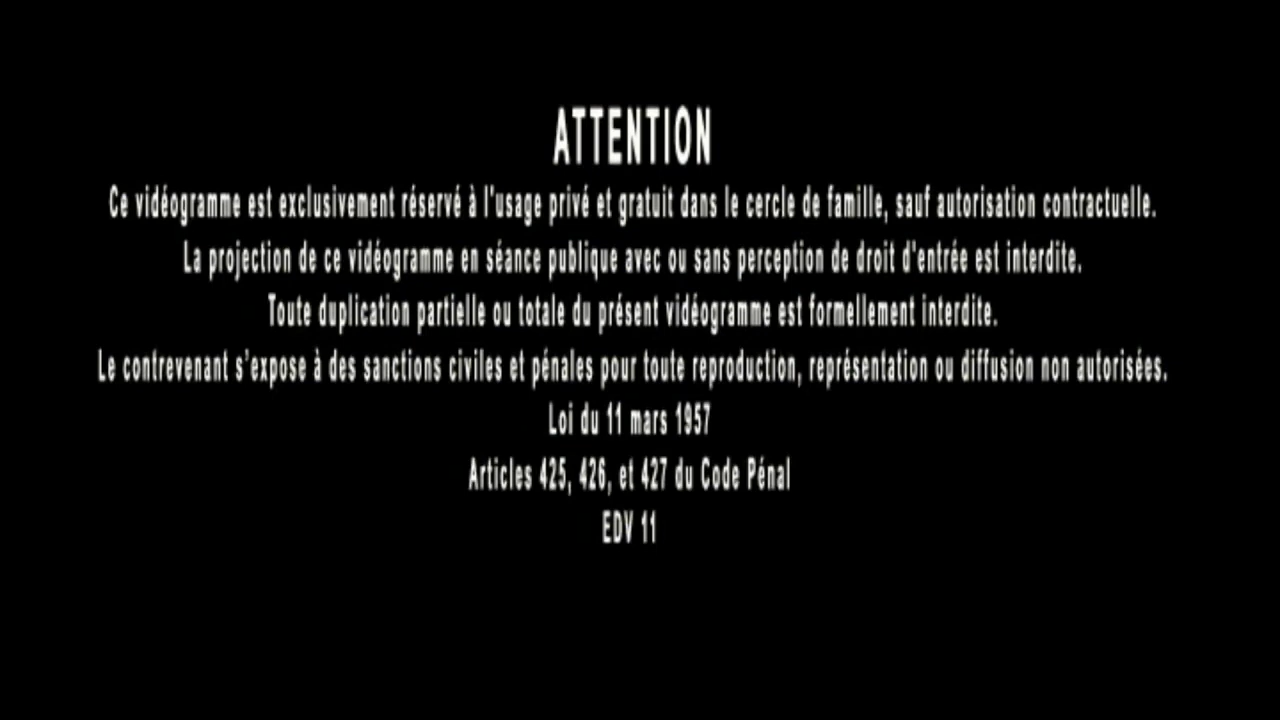 ATTENTION
Ce vidéogramme est exclusivement réservé à l'usage privé et gratuit dans le cercle de famille, sauf autorisation contractuelle.
La projection de ce vidéogramme en séance publique avec ou sans perception de droit d'entrée est interdite.
Toute duplication partielle ou totale du présent vidéogramme est formellement interdite.
Le contrevenant s'expose à des sanctions civiles et pénales pour toute reproduction, représentation ou diffusion non autorisées.
Loi du 11 mars 1957
Articles 425, 426, et 427 du Code Pénal
EDV 11